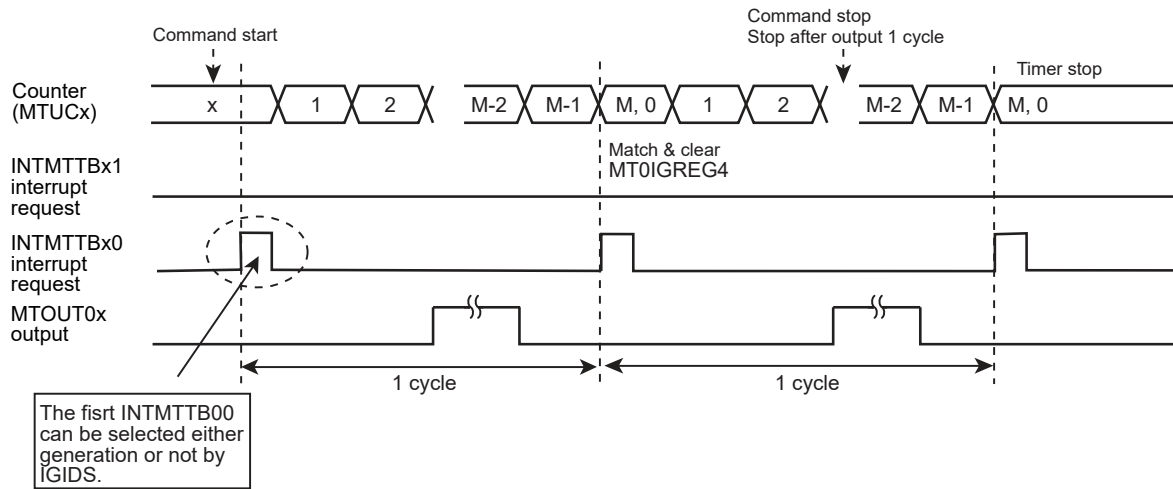 Command start
Command stop
Stop after output 1 cycle
Timer stop
Counter
(MTUCx)
x
1
2
M-2
M-1
M, 0
1
2
M-2
M-1
M, 0
Match & clear
MT0IGREG4
INTMTTBx1
interrupt
request
INTMTTBx0
interrupt
request
MTOUT0x
output
1 cycle
1 cycle
The fisrt INTMTTB00
can be selected either
generation or not by
IGIDS.